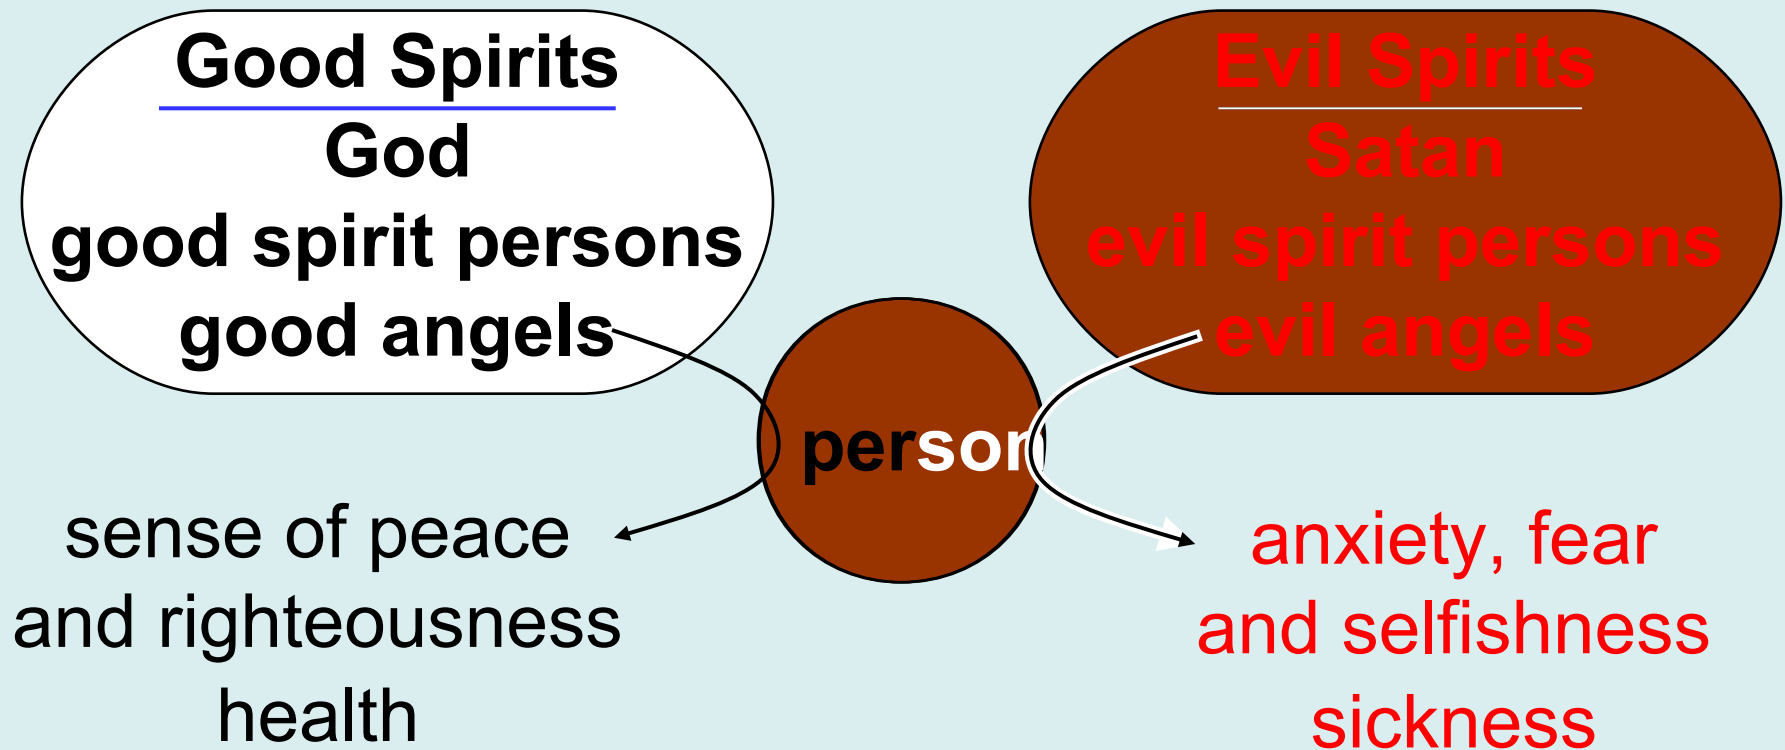 Good Spirits
God
good spirit persons
good angels
Evil Spirits
Satan
evil spirit persons
evil angels
person
sense of peace
and righteousness
health
anxiety, fear
and selfishness
sickness